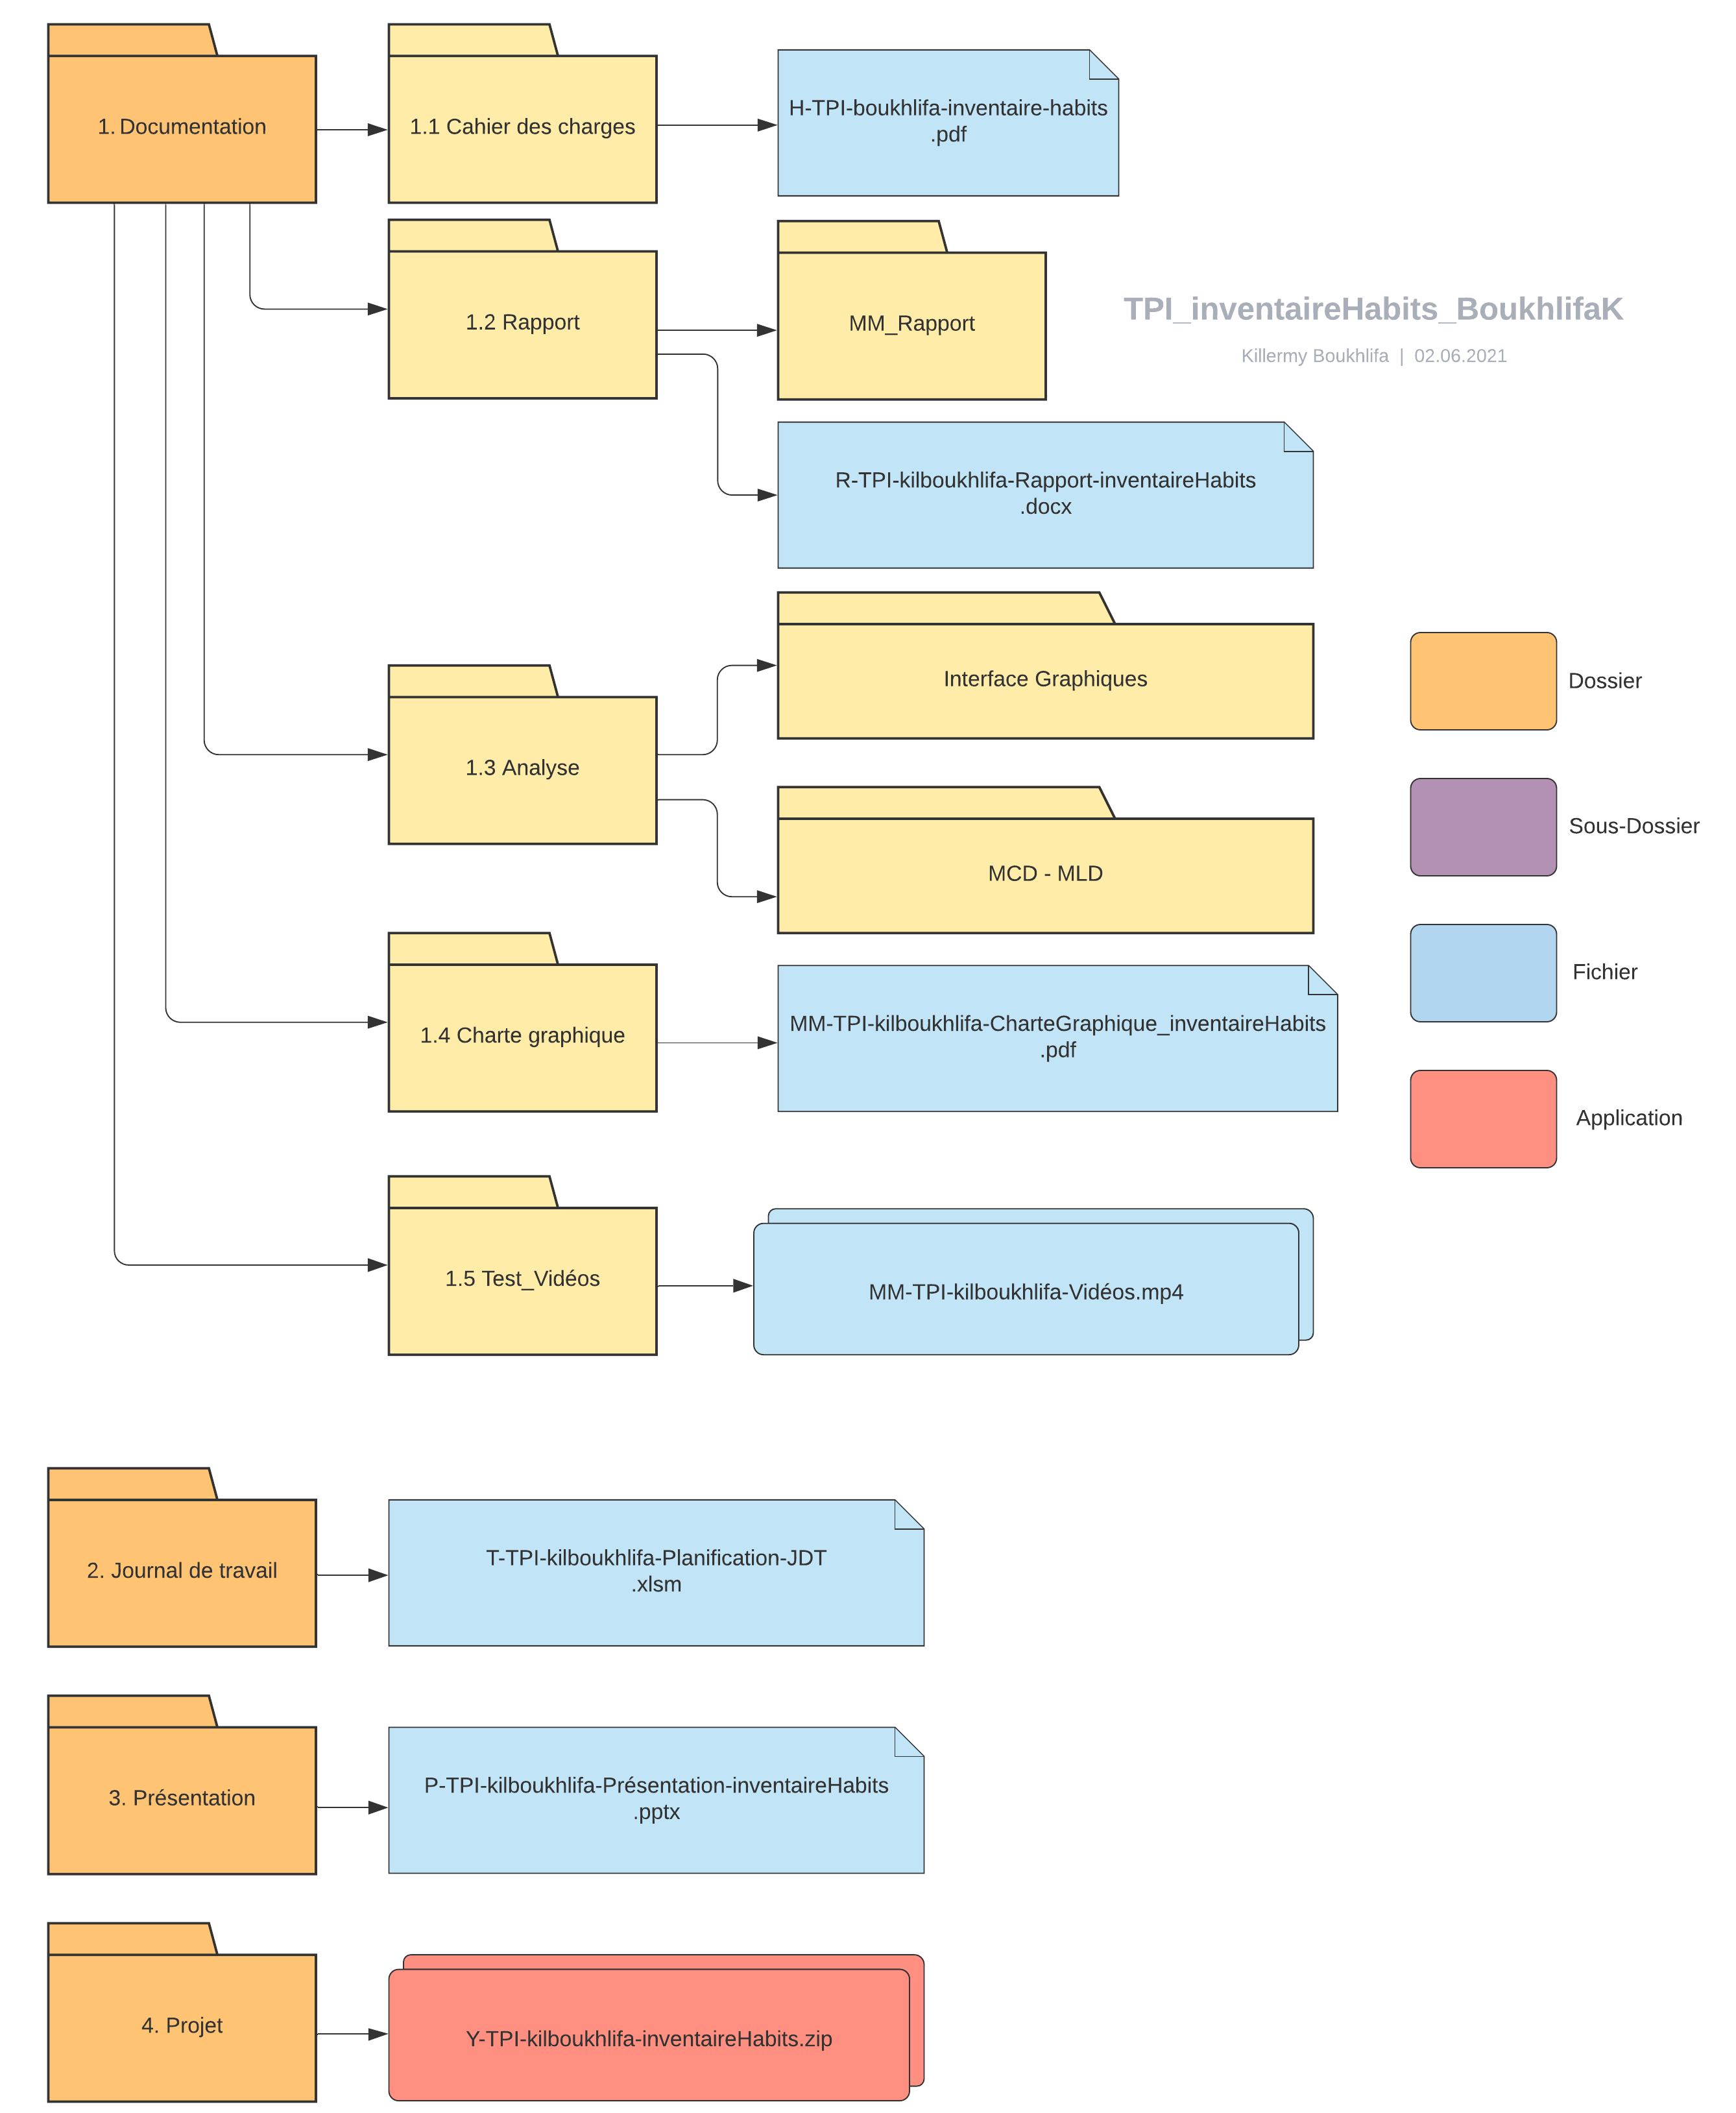 1. Documentation
1.1 Cahier des charges
H-TPI-boukhlifa-inventaire-habits
.pdf
1.2 Rapport
MM_Rapport
TPI_inventaireHabits_BoukhlifaK
Killermy Boukhlifa | 02.06.2021
R-TPI-kilboukhlifa-Rapport-inventaireHabits
.docx
1.3 Analyse
Interface Graphiques
MCD - MLD
1.4 Charte graphique
MM-TPI-kilboukhlifa-CharteGraphique_inventaireHabits
.pdf
1.5 Test_Vidéos
MM-TPI-kilboukhlifa-Vidéos.mp4
Dossier
Sous-Dossier
Fichier
Application
2. Journal de travail
T-TPI-kilboukhlifa-Planification-JDT
.xlsm
3. Présentation
P-TPI-kilboukhlifa-Présentation-inventaireHabits
.pptx
4. Projet
Y-TPI-kilboukhlifa-inventaireHabits.zip